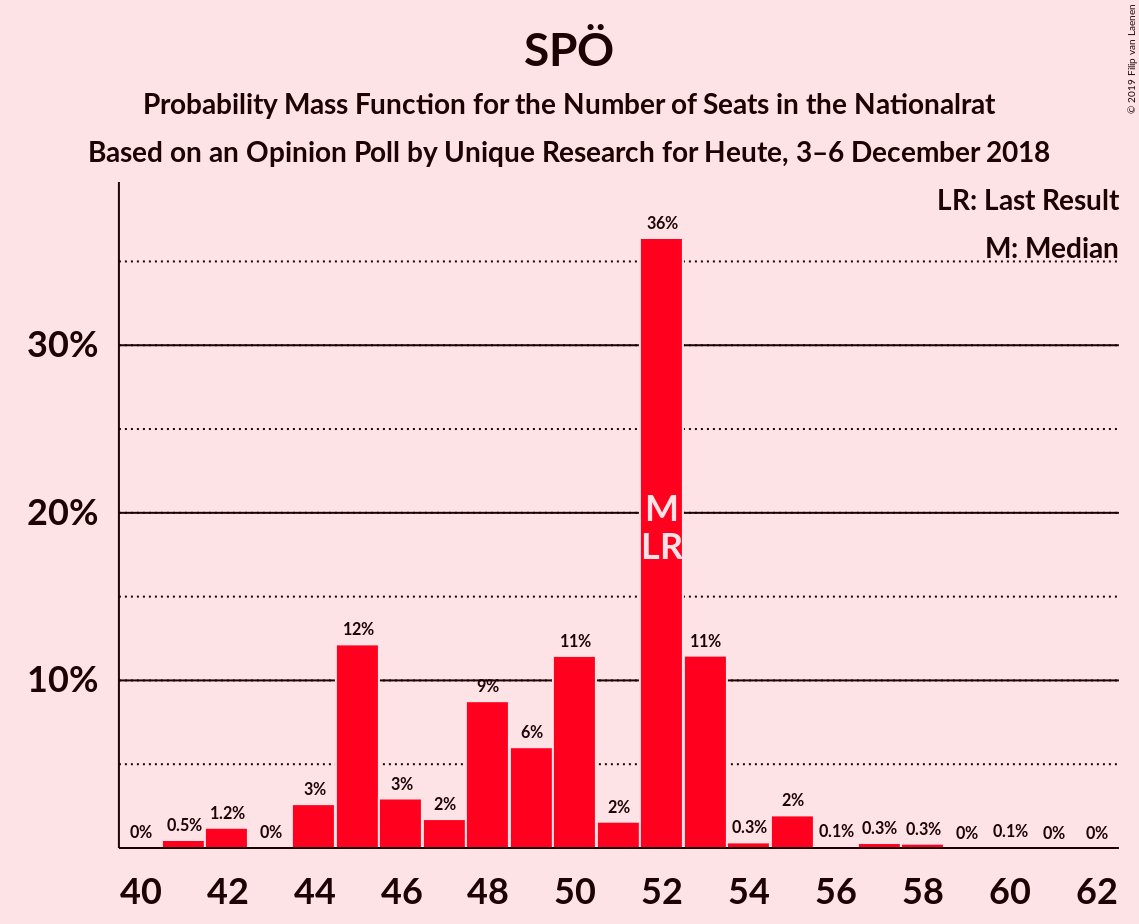 SPÖ
Probability Mass Function for the Number of Seats in the Nationalrat
Based on an Opinion Poll by Unique Research for Heute, 3–6 December 2018
© 2019 Filip van Laenen
LR: Last Result
M: Median
30%
20%
10%
0%
0.5%
1.2%
0%
3%
12%
3%
2%
9%
6%
11%
2%
36%
11%
0.3%
2%
0.1%
0.3%
0.3%
0%
0.1%
0%
0%
M
LR
40 42 44 46 48 50 52 54 56 58 60 62